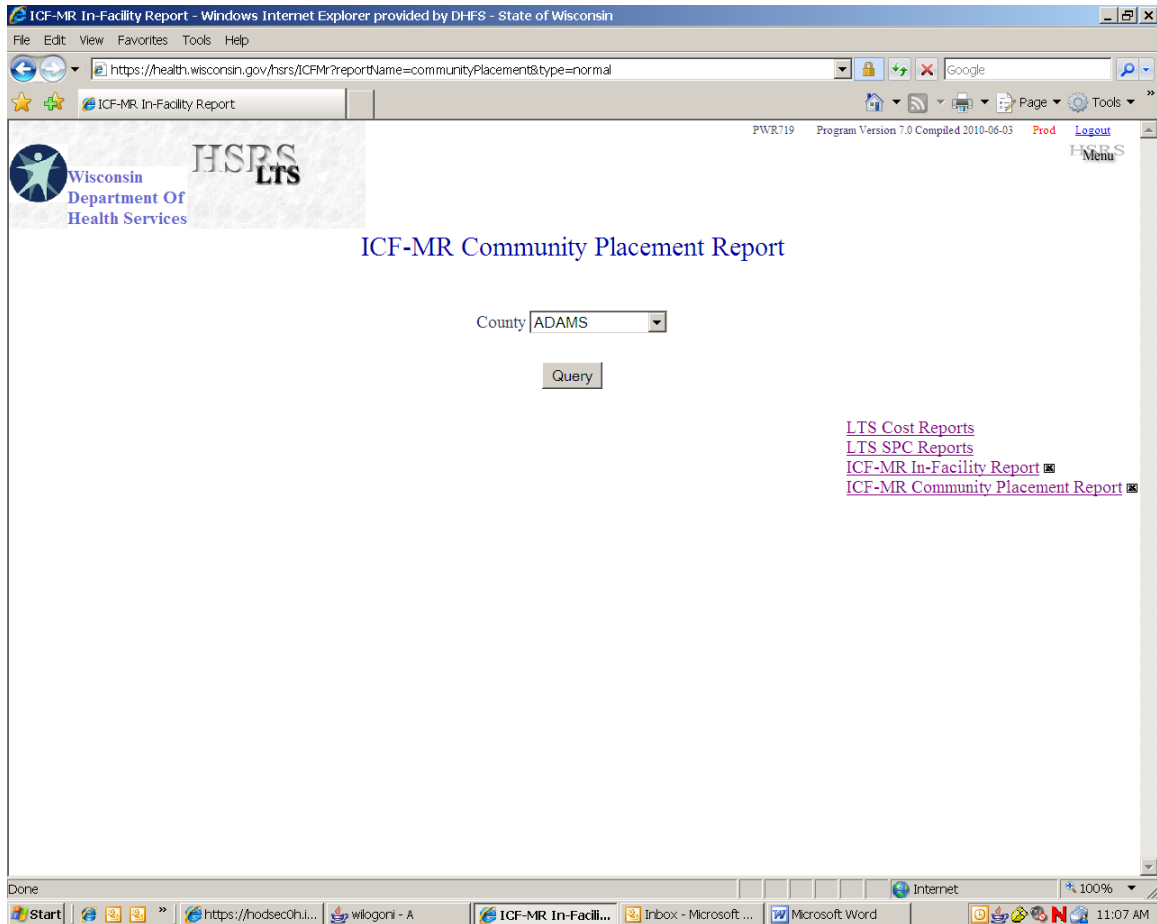 ICF-MR In-Facility Report - Windows Internet Explorer provided by DHFS - State of Wisconsin
File Edit View Favorites Tools Help
https://health.wisconsin.gov/hsrs/ICFMr?reportName=communityPlacement&type=normal
Google
ICF-MR In-Facility Report
Page Tools »
PWR719 Program Version 7.0 Compiled 2010-06-03 Prod Logout
HSRS
Menu
HSRS
LTS
Wisconsin
Department Of
Health Services
ICF-MR Community Placement Report
County ADAMS
Query
LTS Cost Reports
LTS SPC Reports
ICF-MR In-Facility Report
ICF-MR Community Placement Report
Done Internet 100%
Start » https://hodsec0h.i... wilogoni - A ICF-MR In-Facili... Inbox - Microsoft ... Microsoft Word 11:07 AM